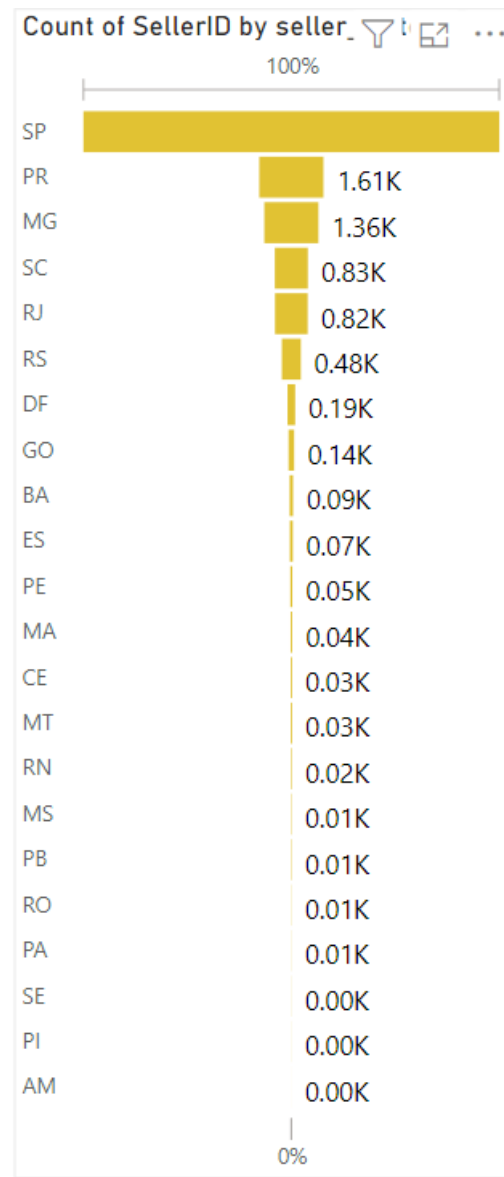 Count of SellerID by seller_
100%
SP
PR 1.61K
MG 1.36K
SC 0.83K
RJ 0.82K
RS 0.48K
DF 0.19K
GO 0.14K
BA 0.09K
ES 0.07K
PE 0.05K
MA 0.04K
CE 0.03K
MT 0.03K
RN 0.02K
MS 0.01K
PB 0.01K
RO 0.01K
PA 0.01K
SE 0.00K
PI 0.00K
AM 0.00K
0%